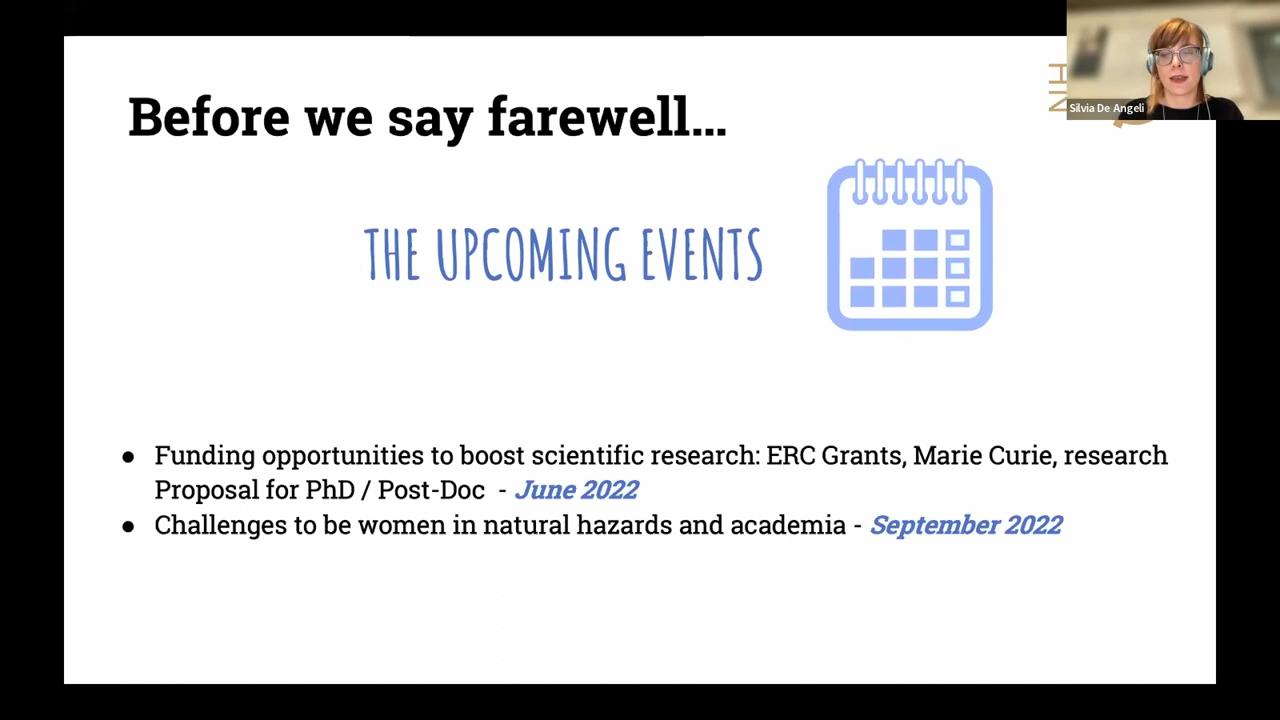 Before we say farewell...
NH
Silvia De Angeli
THE UPCOMING EVENTS
● Funding opportunities to boost scientific research: ERC Grants, Marie Curie, research
Proposal for PhD / Post-Doc - June 2022
● Challenges to be women in natural hazards and academia - September 2022